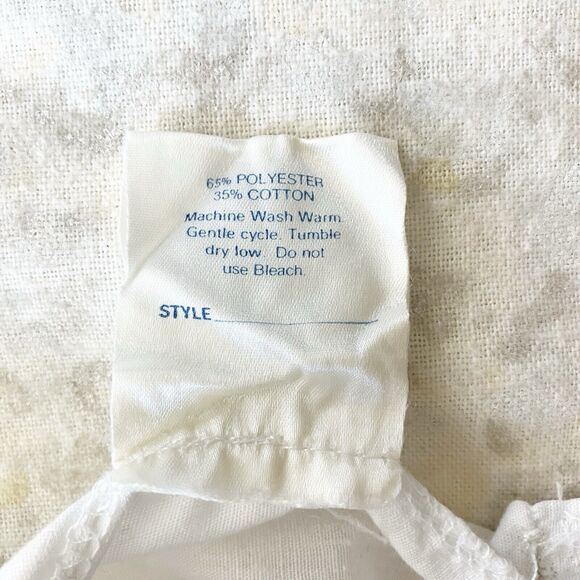 65% POLYESTER
35% COTTON
Machine Wash Warm.
Gentle cycle. Tumble
dry low. Do not
use Bleach.
STYLE